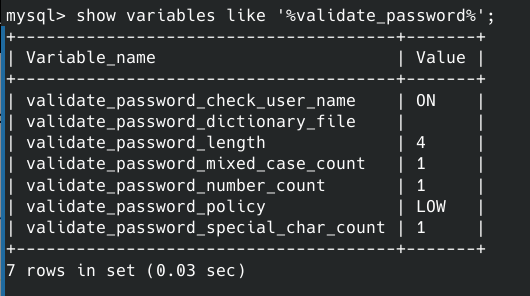 mysql> show variables like '%validate_password%';
+--------------------------------------+-------+
| Variable_name                        | Value |
+--------------------------------------+-------+
| validate_password_check_user_name    | ON    |
| validate_password_dictionary_file    |       |
| validate_password_length             | 4     |
| validate_password_mixed_case_count   | 1     |
| validate_password_number_count       | 1     |
| validate_password_policy             | LOW   |
| validate_password_special_char_count | 1     |
+--------------------------------------+-------+
7 rows in set (0.03 sec)